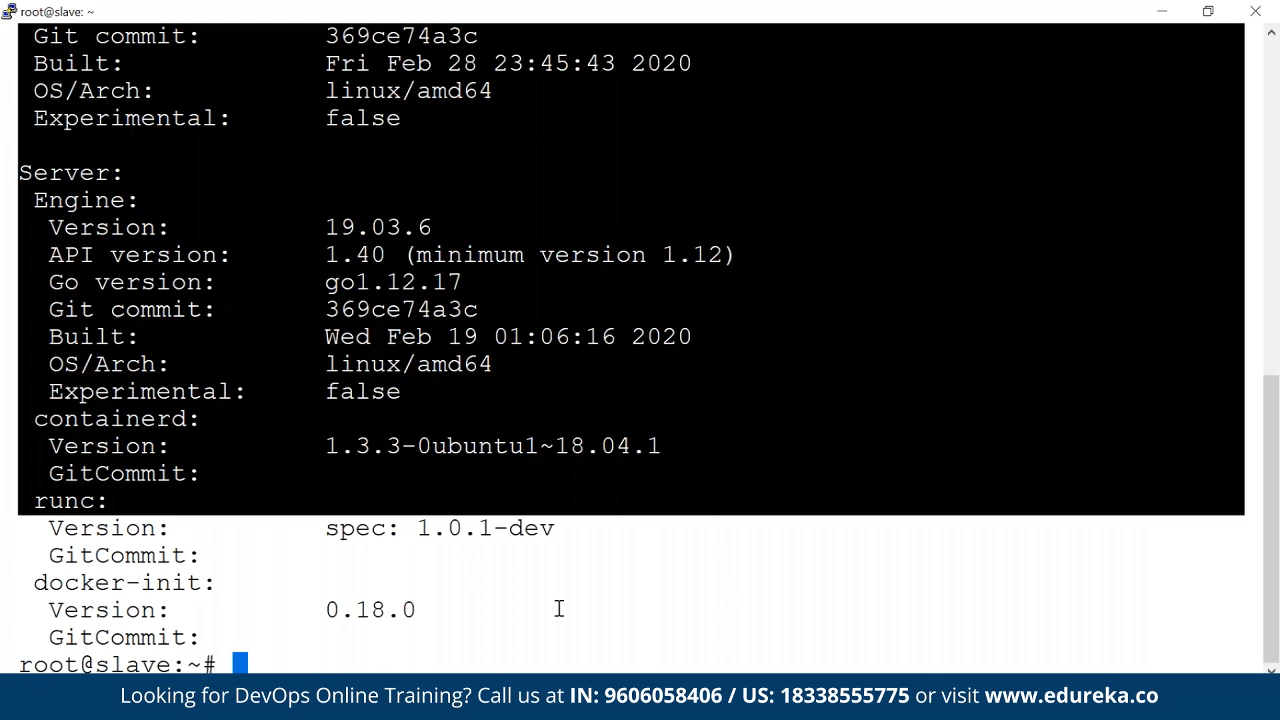 root@slave: ~
Git commit: 369ce74a3c
Built: Fri Feb 28 23:45:43 2020
OS/Arch: linux/amd64
Experimental: false
Server:
Engine:
Version: 19.03.6
API version: 1.40 (minimum version 1.12)
Go version: go1.12.17
Git commit: 369ce74a3c
Built: Wed Feb 19 01:06:16 2020
OS/Arch: linux/amd64
Experimental: false
containerd:
Version: 1.3.3-0ubuntu1~18.04.1
GitCommit:
runc:
Version: spec: 1.0.1-dev
GitCommit:
docker-init:
Version: 0.18.0
GitCommit:
root@slave:~#
Looking for DevOps Online Training? Call us at IN: 9606058406 / US: 18338555775 or visit www.edureka.co